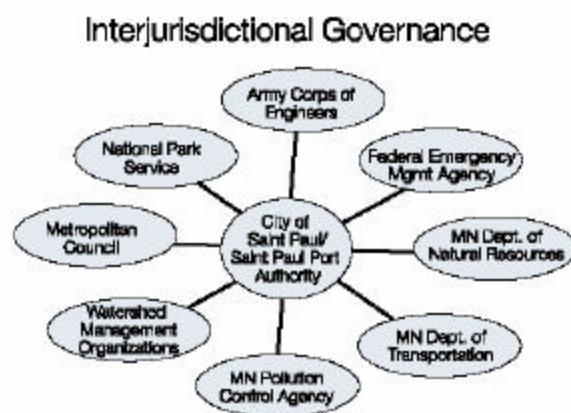 Interjurisdictional Governance
Army Corps of
Engineers
National Park
Service
Federal Emergency
Mgmt Agency
Metropolitan
Council
City of
Saint Paul/
Saint Paul Port
Authority
MN Dept. of
Natural Resources
Watershed
Management
Organizations
MN Dept. of
Transportation
MN Pollution
Control Agency